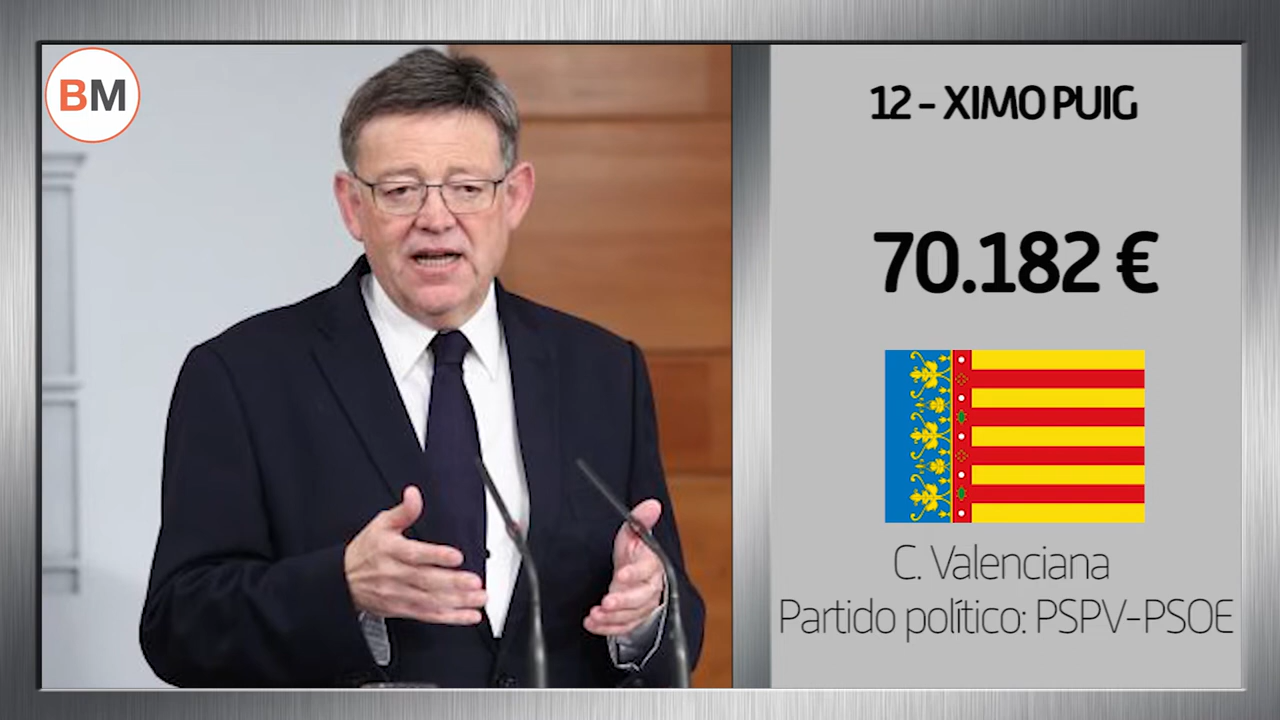 BM
12 - XIMO PUIG
70.182 €
C. Valenciana
Partido político: PSPV-PSOE